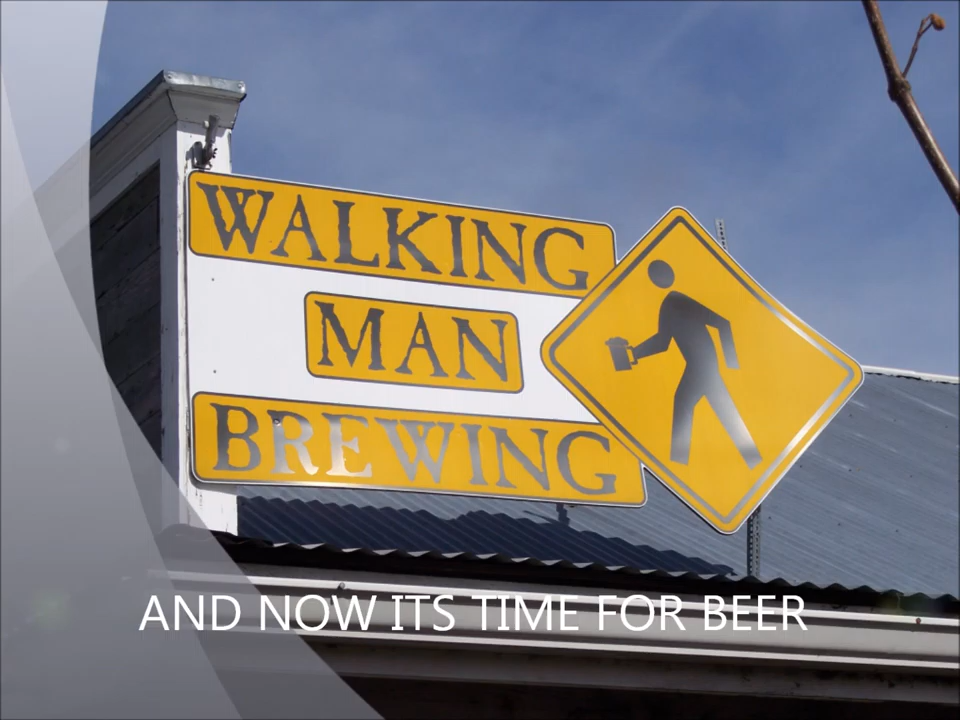 WALKING
MAN
BREWING
AND NOW ITS TIME FOR BEER